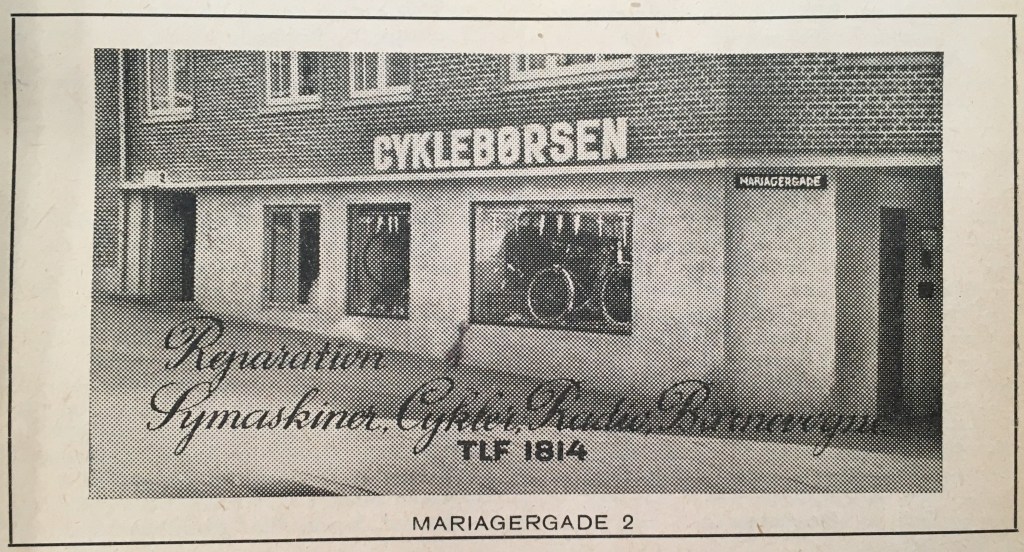 CYKLEBØRSEN
MARIAGERGADE
Reparation
Symaskiner, Cykler, Radio, Barnevogne.
TLF 1814
MARIAGERGADE 2